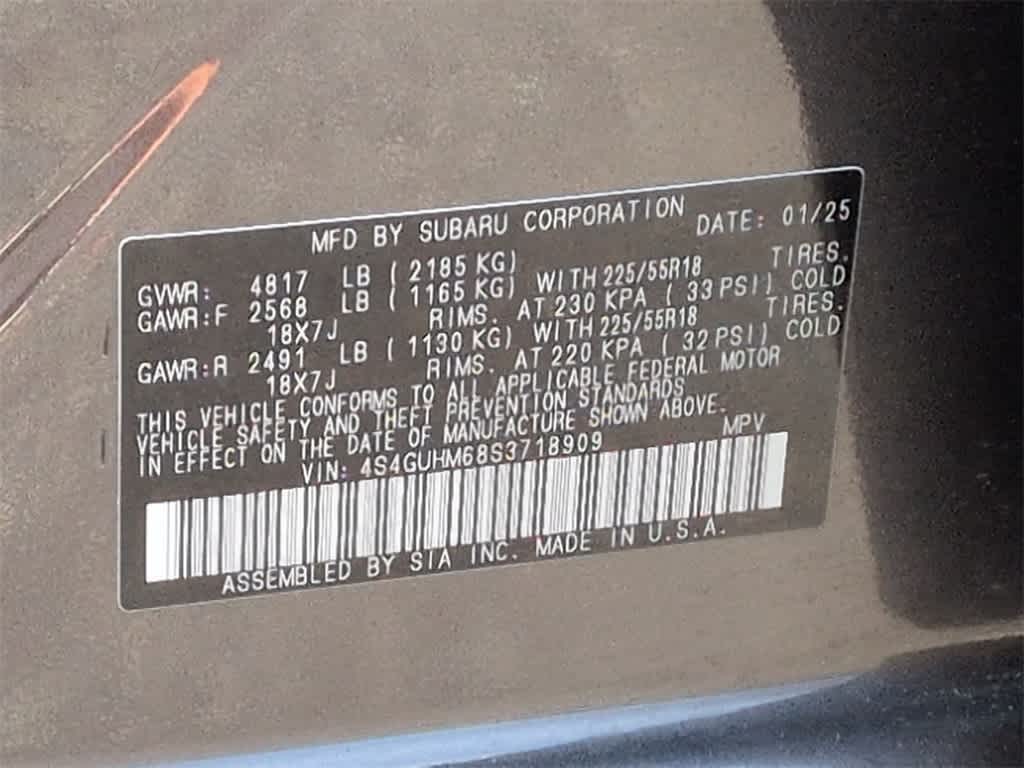 MFD BY SUBARU CORPORATION DATE: 01/25
GVWR: 4817 LB ( 2185 KG)
GAWR:F 2568 LB ( 1165 KG) WITH 225/55R18 TIRES.
18X7J RIMS. AT 230 KPA ( 33 PSI) COLD
GAWR:R 2491 LB ( 1130 KG) WITH 225/55R18 TIRES.
18X7J RIMS. AT 220 KPA ( 32 PSI) COLD
THIS VEHICLE CONFORMS TO ALL APPLICABLE FEDERAL MOTOR
VEHICLE SAFETY AND THEFT PREVENTION STANDARDS
IN EFFECT ON THE DATE OF MANUFACTURE SHOWN ABOVE.
VIN: 4S4GUHM68S3718909 MPV
ASSEMBLED BY SIA INC. MADE IN U.S.A.